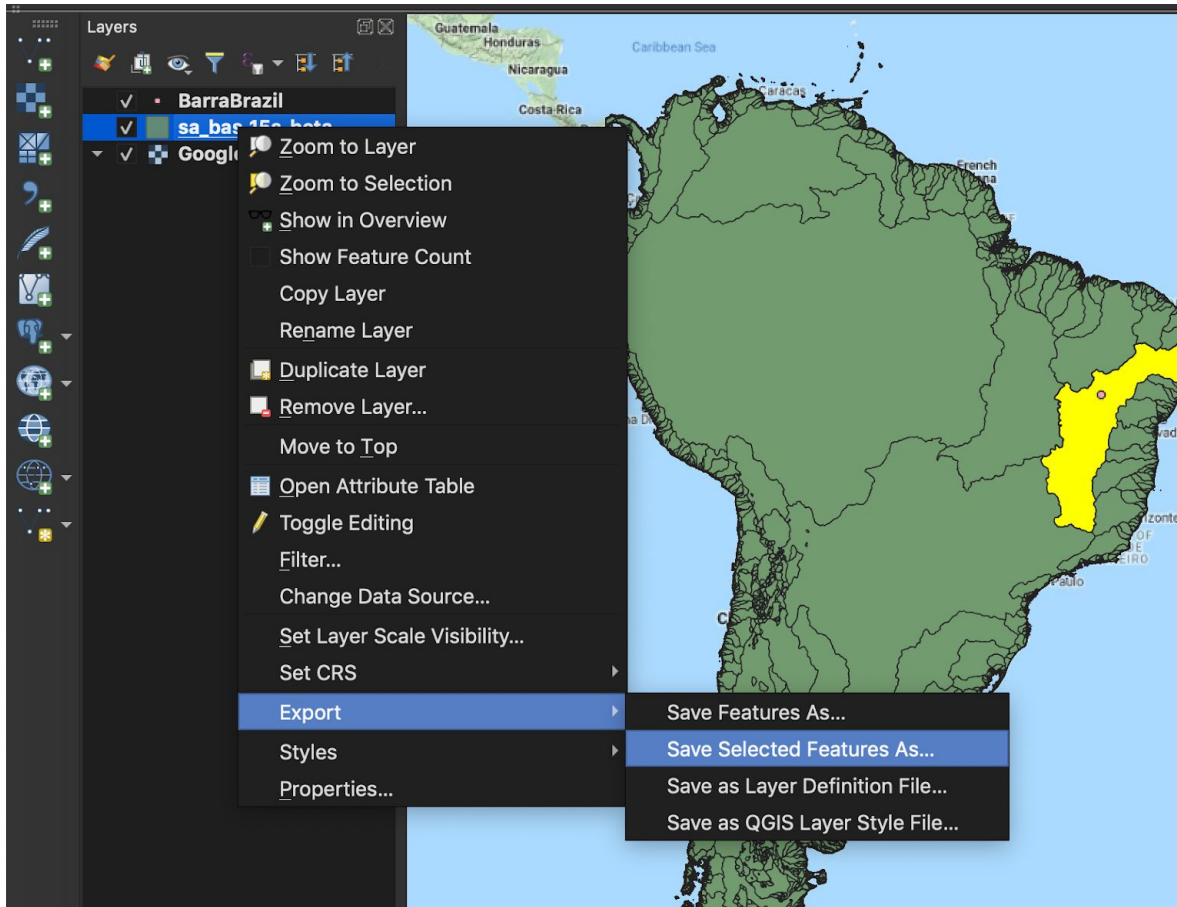 Layers
BarraBrazil
sa_bas_15s_beta
Google
Zoom to Layer
Zoom to Selection
Show in Overview
Show Feature Count
Copy Layer
Rename Layer
Duplicate Layer
Remove Layer...
Move to Top
Open Attribute Table
Toggle Editing
Filter...
Change Data Source...
Set Layer Scale Visibility...
Set CRS
Export
Styles
Properties...
Save Features As...
Save Selected Features As...
Save as Layer Definition File...
Save as QGIS Layer Style File...
Guatemala
Honduras
Nicaragua
Costa Rica
Caribbean Sea
Caracas
French
Paulo